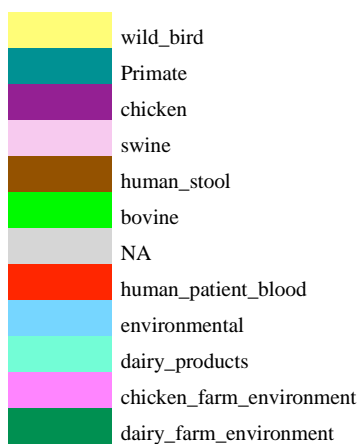 wild_bird
Primate
chicken
swine
human_stool
bovine
NA
human_patient_blood
environmental
dairy_products
chicken_farm_environment
dairy_farm_environment